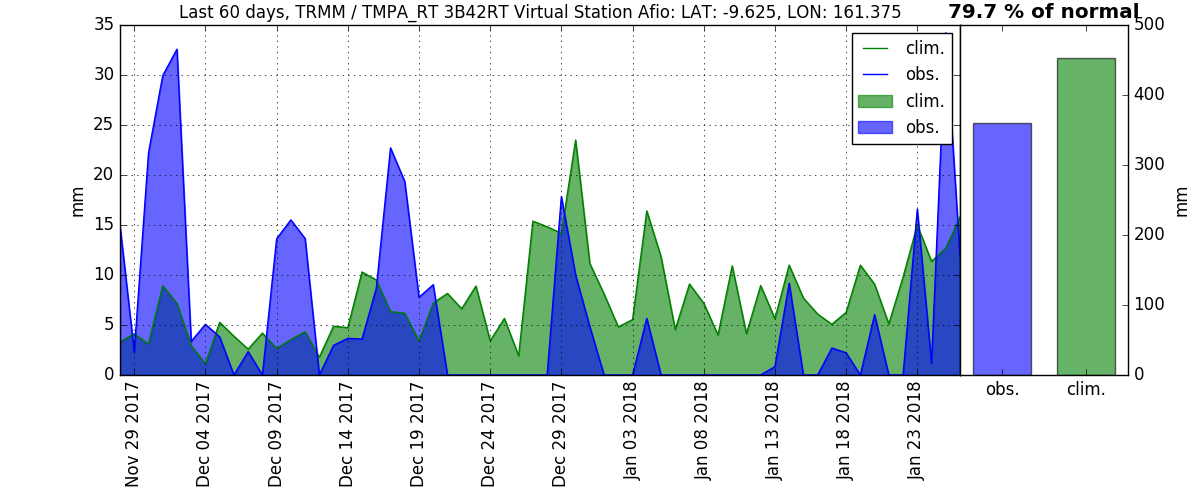 Last 60 days, TRMM / TMPA_RT 3B42RT Virtual Station Afio: LAT: -9.625, LON: 161.375
79.7 % of normal
35
30
25
20
15
10
5
0
mm
clim.
obs.
clim.
obs.
500
400
300
200
100
0
mm
obs.
clim.
Nov 29 2017
Dec 04 2017
Dec 09 2017
Dec 14 2017
Dec 19 2017
Dec 24 2017
Dec 29 2017
Jan 03 2018
Jan 08 2018
Jan 13 2018
Jan 18 2018
Jan 23 2018